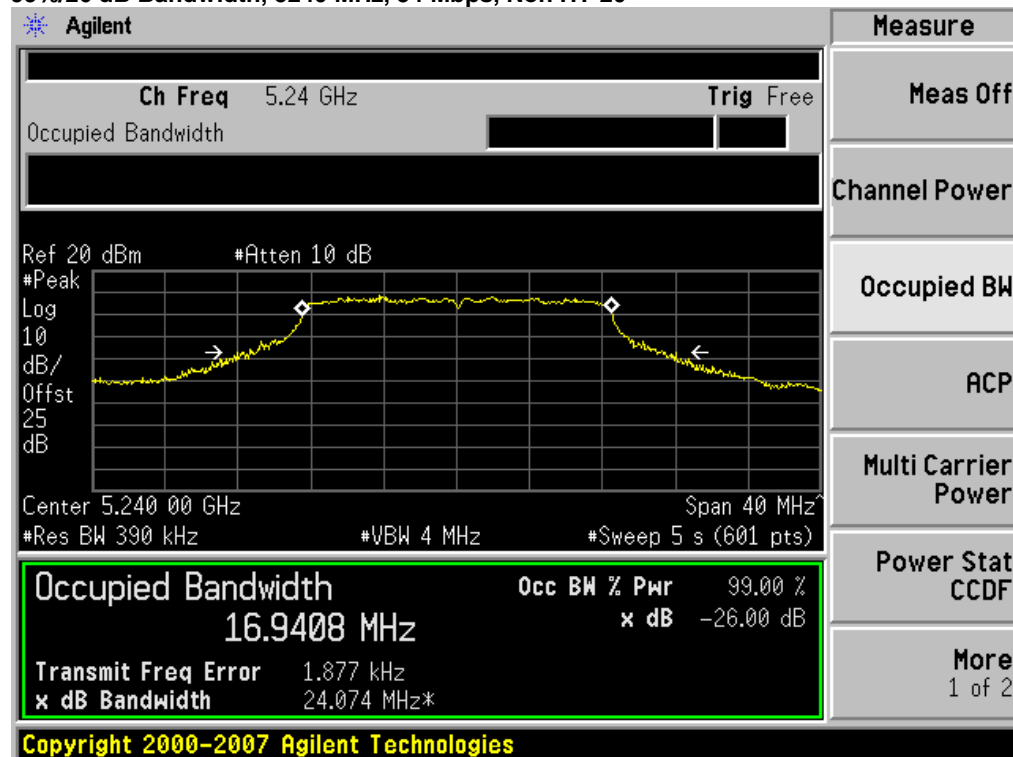 Agilent
Measure
Ch Freq 5.24 GHz Trig Free
Occupied Bandwidth
Meas Off
Channel Power
Occupied BW
ACP
Multi Carrier
Power
Power Stat
CCDF
More
1 of 2
Ref 20 dBm #Atten 10 dB
#Peak
Log
10
dB/
Offst
25
dB
Center 5.240 00 GHz Span 40 MHz^
#Res BW 390 kHz #VBW 4 MHz #Sweep 5 s (601 pts)
Occupied Bandwidth Occ BW % Pwr 99.00 %
16.9408 MHz x dB -26.00 dB
Transmit Freq Error 1.877 kHz
x dB Bandwidth 24.074 MHz*
Copyright 2000-2007 Agilent Technologies